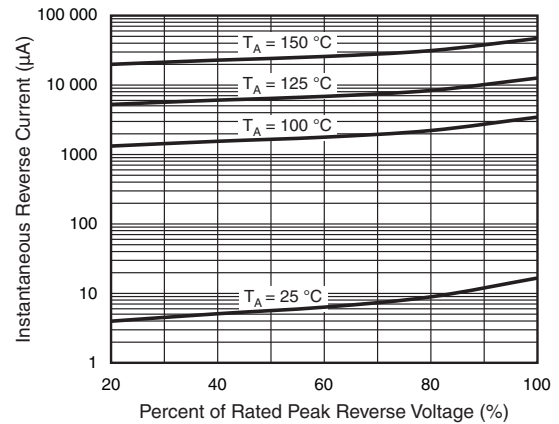 Instantaneous Reverse Current (µA)
100 000
10 000
1000
100
10
1
T_A = 150 °C
T_A = 125 °C
T_A = 100 °C
T_A = 25 °C
20
40
60
80
100
Percent of Rated Peak Reverse Voltage (%)